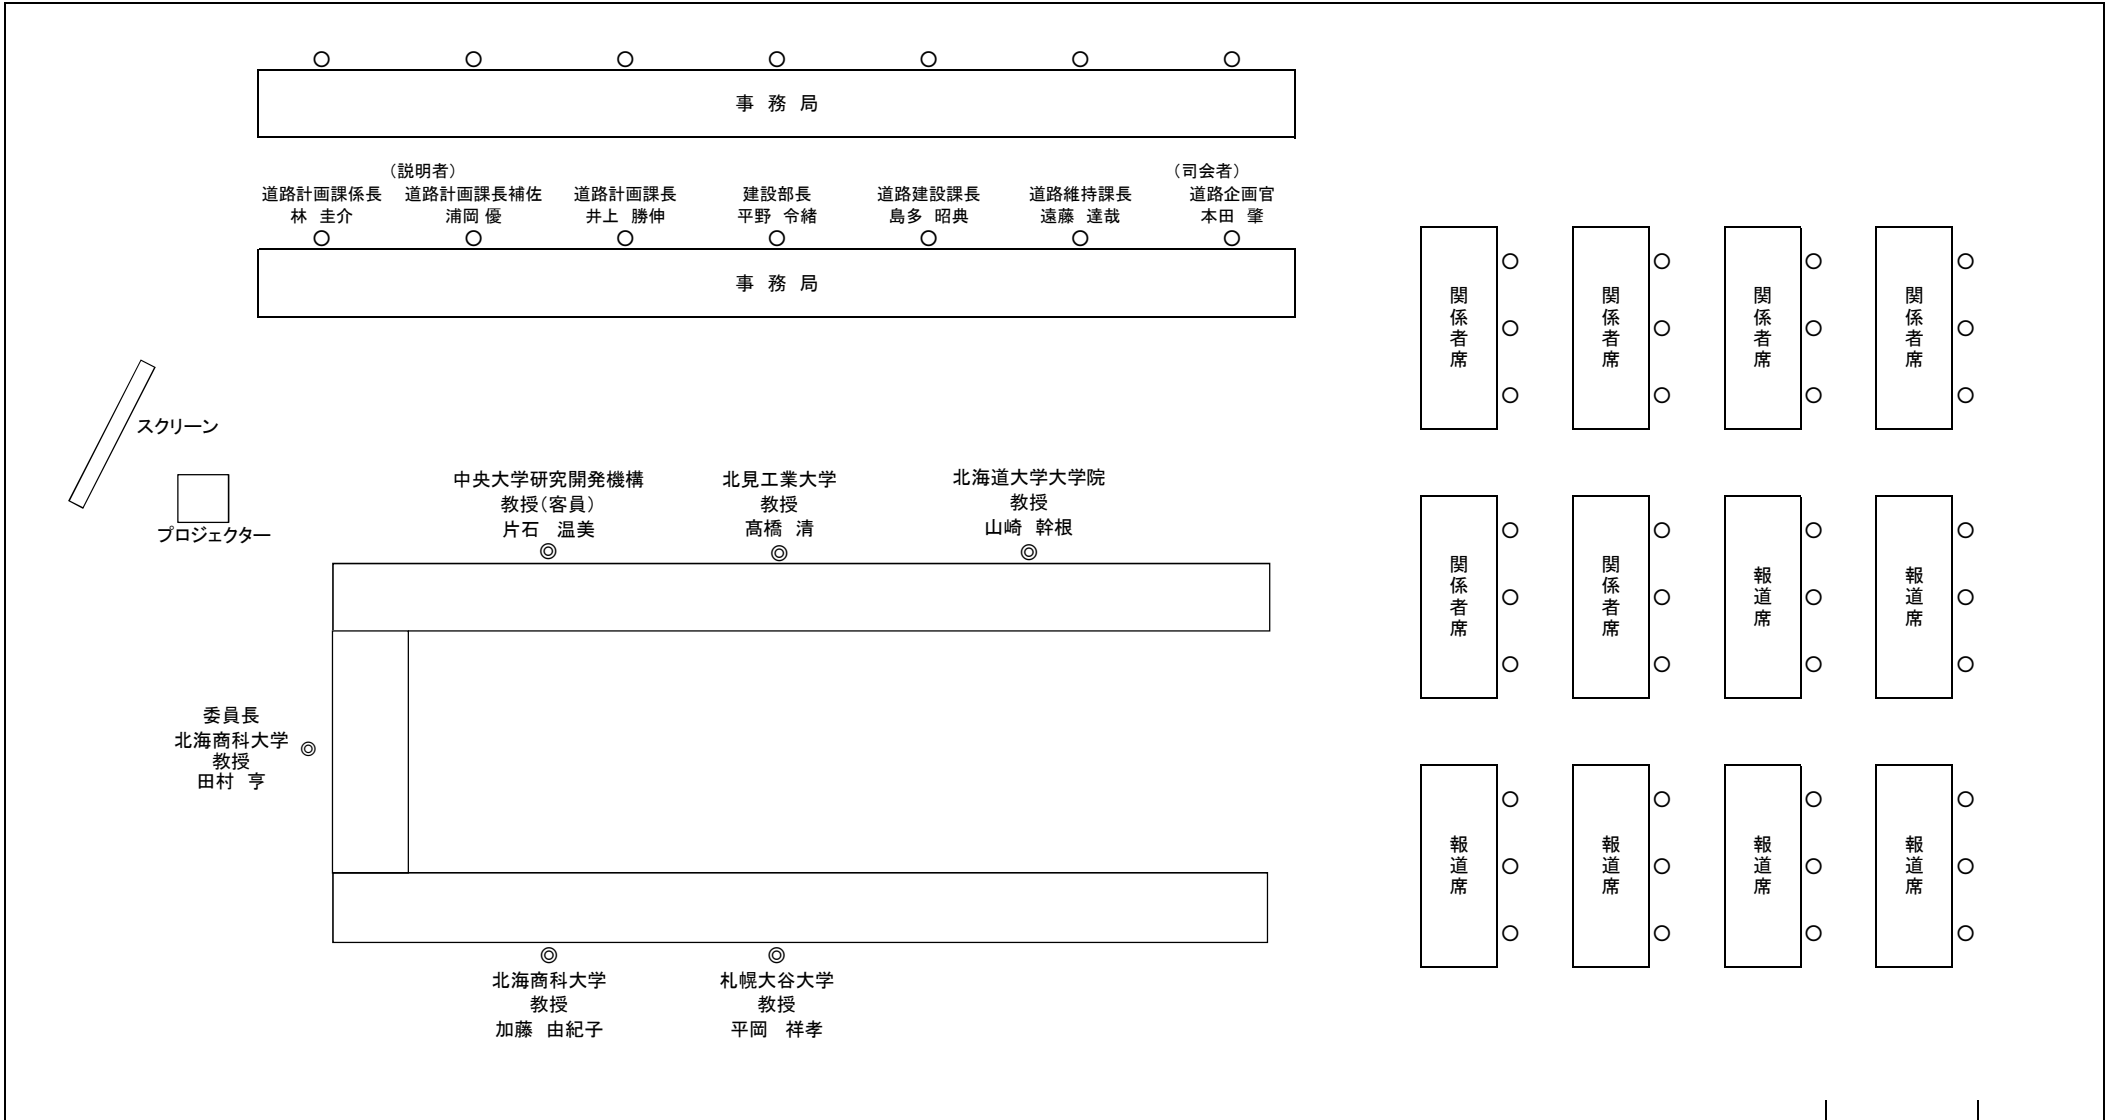 事 務 局
（説明者）
（司会者）
道路計画課係長
林 圭介
道路計画課長補佐
浦岡 優
道路計画課長
井上 勝伸
建設部長
平野 令緒
道路建設課長
島多 昭典
道路維持課長
遠藤 達哉
道路企画官
本田 肇
事 務 局
スクリーン
プロジェクター
中央大学研究開発機構
教授（客員）
片石 温美
北見工業大学
教授
髙橋 清
北海道大学大学院
教授
山崎 幹根
委員長
北海商科大学
教授
田村 亨
北海商科大学
教授
加藤 由紀子
札幌大谷大学
教授
平岡 祥孝
関係者席
関係者席
関係者席
関係者席
関係者席
関係者席
報道席
報道席
報道席
報道席
報道席
報道席